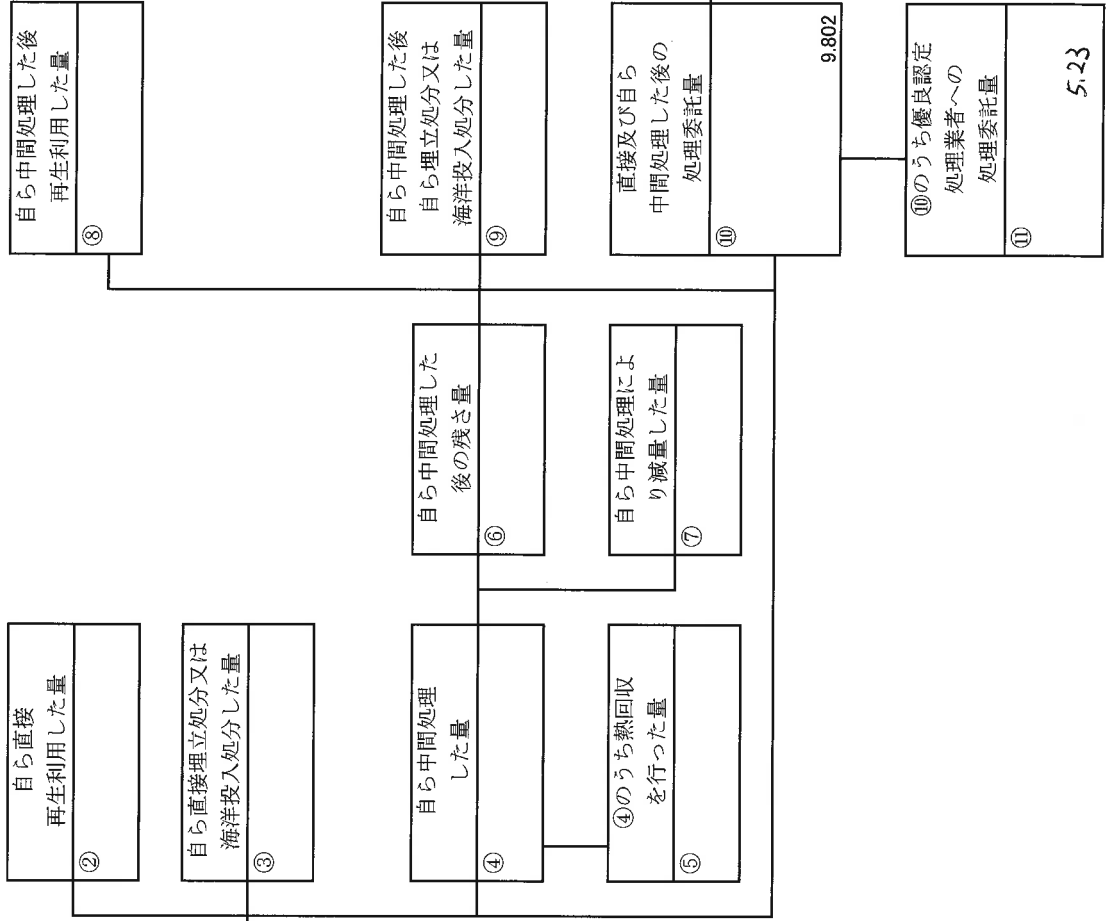 自ら直接
再生利用した量
②
自ら直接埋立処分又は
海洋投入処分した量
③
自ら中間処理
した量
④
④のうち熱回収
を行った量
⑤
自ら中間処理した
後の残さ量
⑥
自ら中間処理によ
り減量した量
⑦
自ら中間処理した後
再生利用した量
⑧
自ら中間処理した後
自ら埋立処分又は
海洋投入処分した量
⑨
直接及び自ら
中間処理した後の
処理委託量
⑩
9.802
⑩のうち優良認定
処理業者への
処理委託量
⑪
5.23